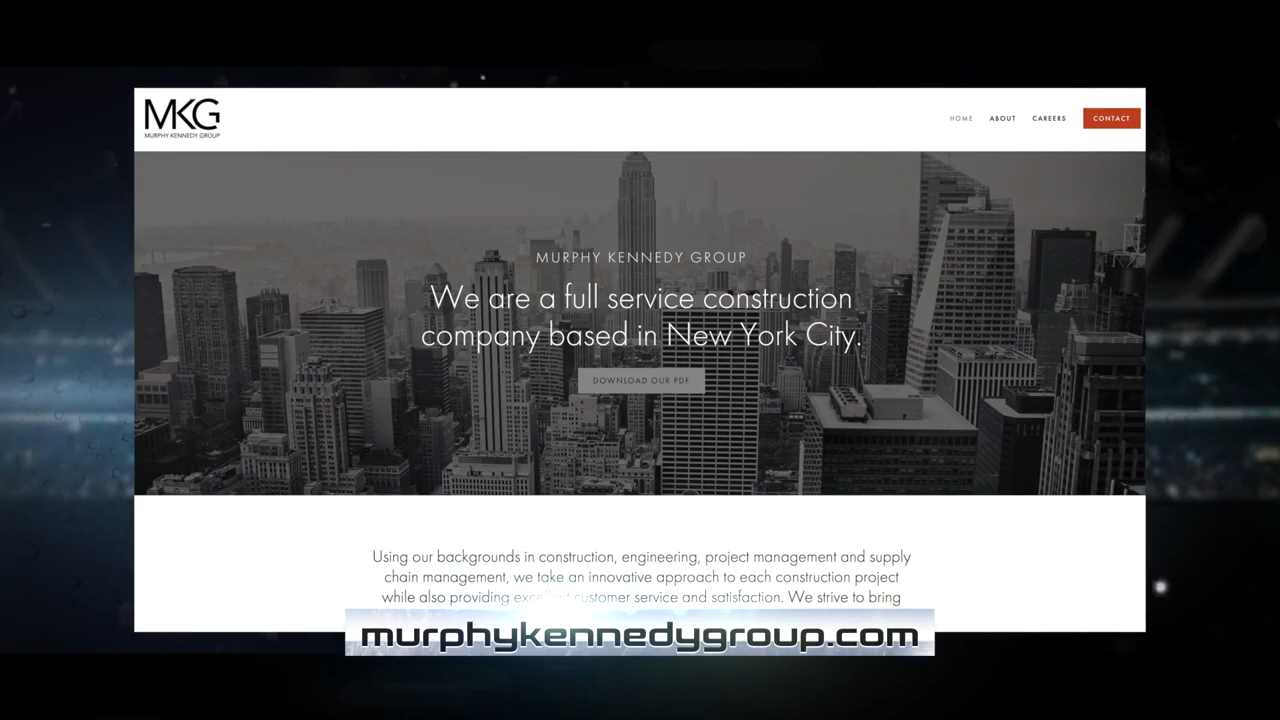 MKG
MURPHY KENNEDY GROUP
HOME ABOUT CAREERS CONTACT
MURPHY KENNEDY GROUP
We are a full service construction
company based in New York City.
DOWNLOAD OUR PDF
Using our backgrounds in construction, engineering, project management and supply
chain management, we take an innovative approach to each construction project
while also providing excellent customer service and satisfaction. We strive to bring
murphykennedygroup.com